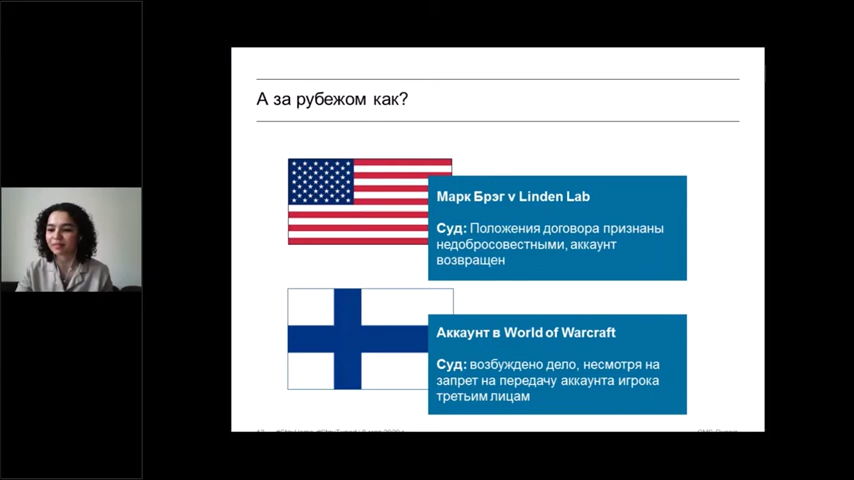 А за рубежом как?
Марк Брэг v Linden Lab
Суд: Положения договора признаны
недобросовестными, аккаунт
возвращен
Аккаунт в World of Warcraft
Суд: возбуждено дело, несмотря на
запрет на передачу аккаунта игрока
третьим лицам